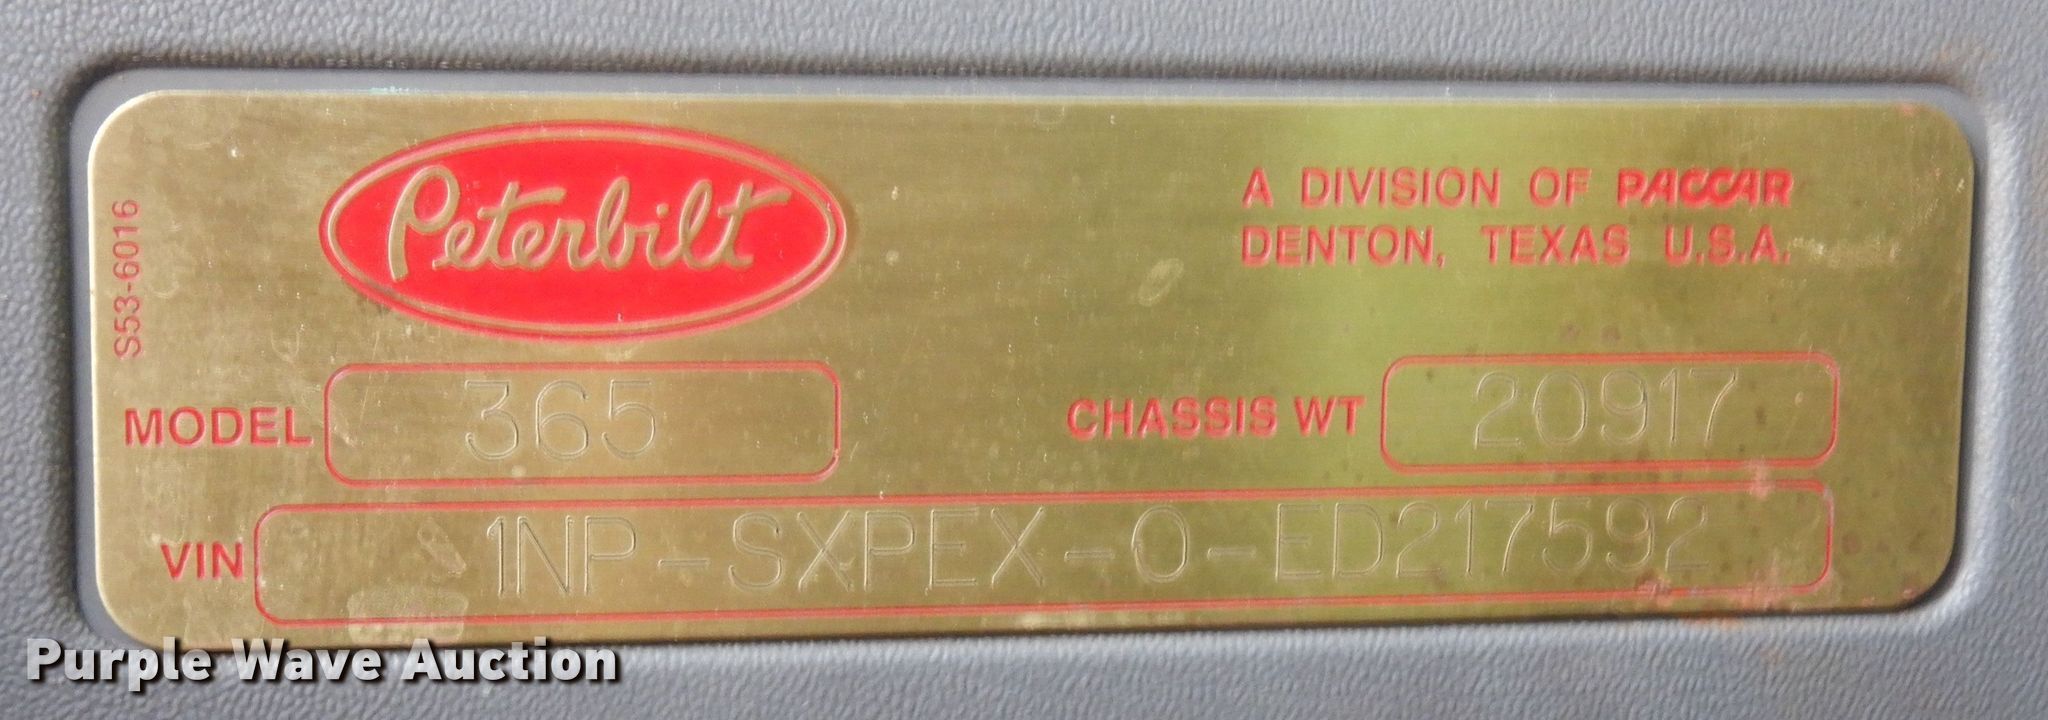 Peterbilt
A DIVISION OF PACCAR
DENTON, TEXAS U.S.A.
S53-6016
MODEL 365
CHASSIS WT 20917
VIN 1NP-SXPEX-0-ED217592
Purple Wave Auction